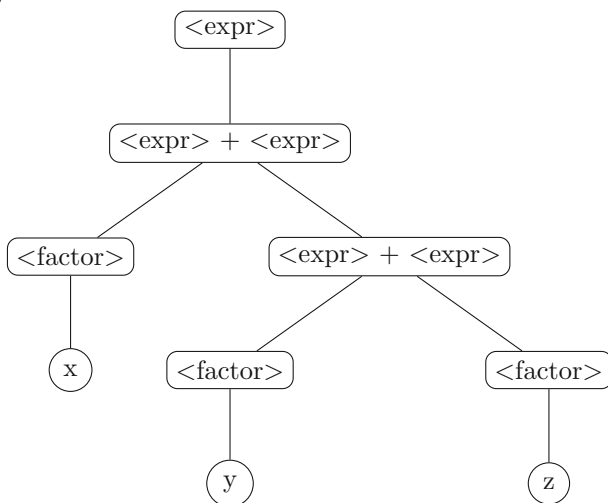 <expr>
<expr> + <expr>
<factor>
<expr> + <expr>
x
<factor>
<factor>
y
z